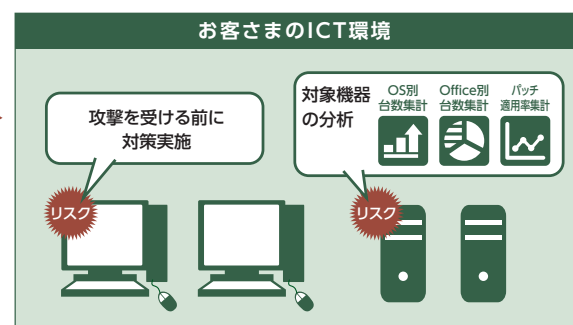 お客さまのICT環境
攻撃を受ける前に
対策実施
対象機器
の分析
OS別
台数集計
Office別
台数集計
パッチ
適用率集計
リスク
リスク